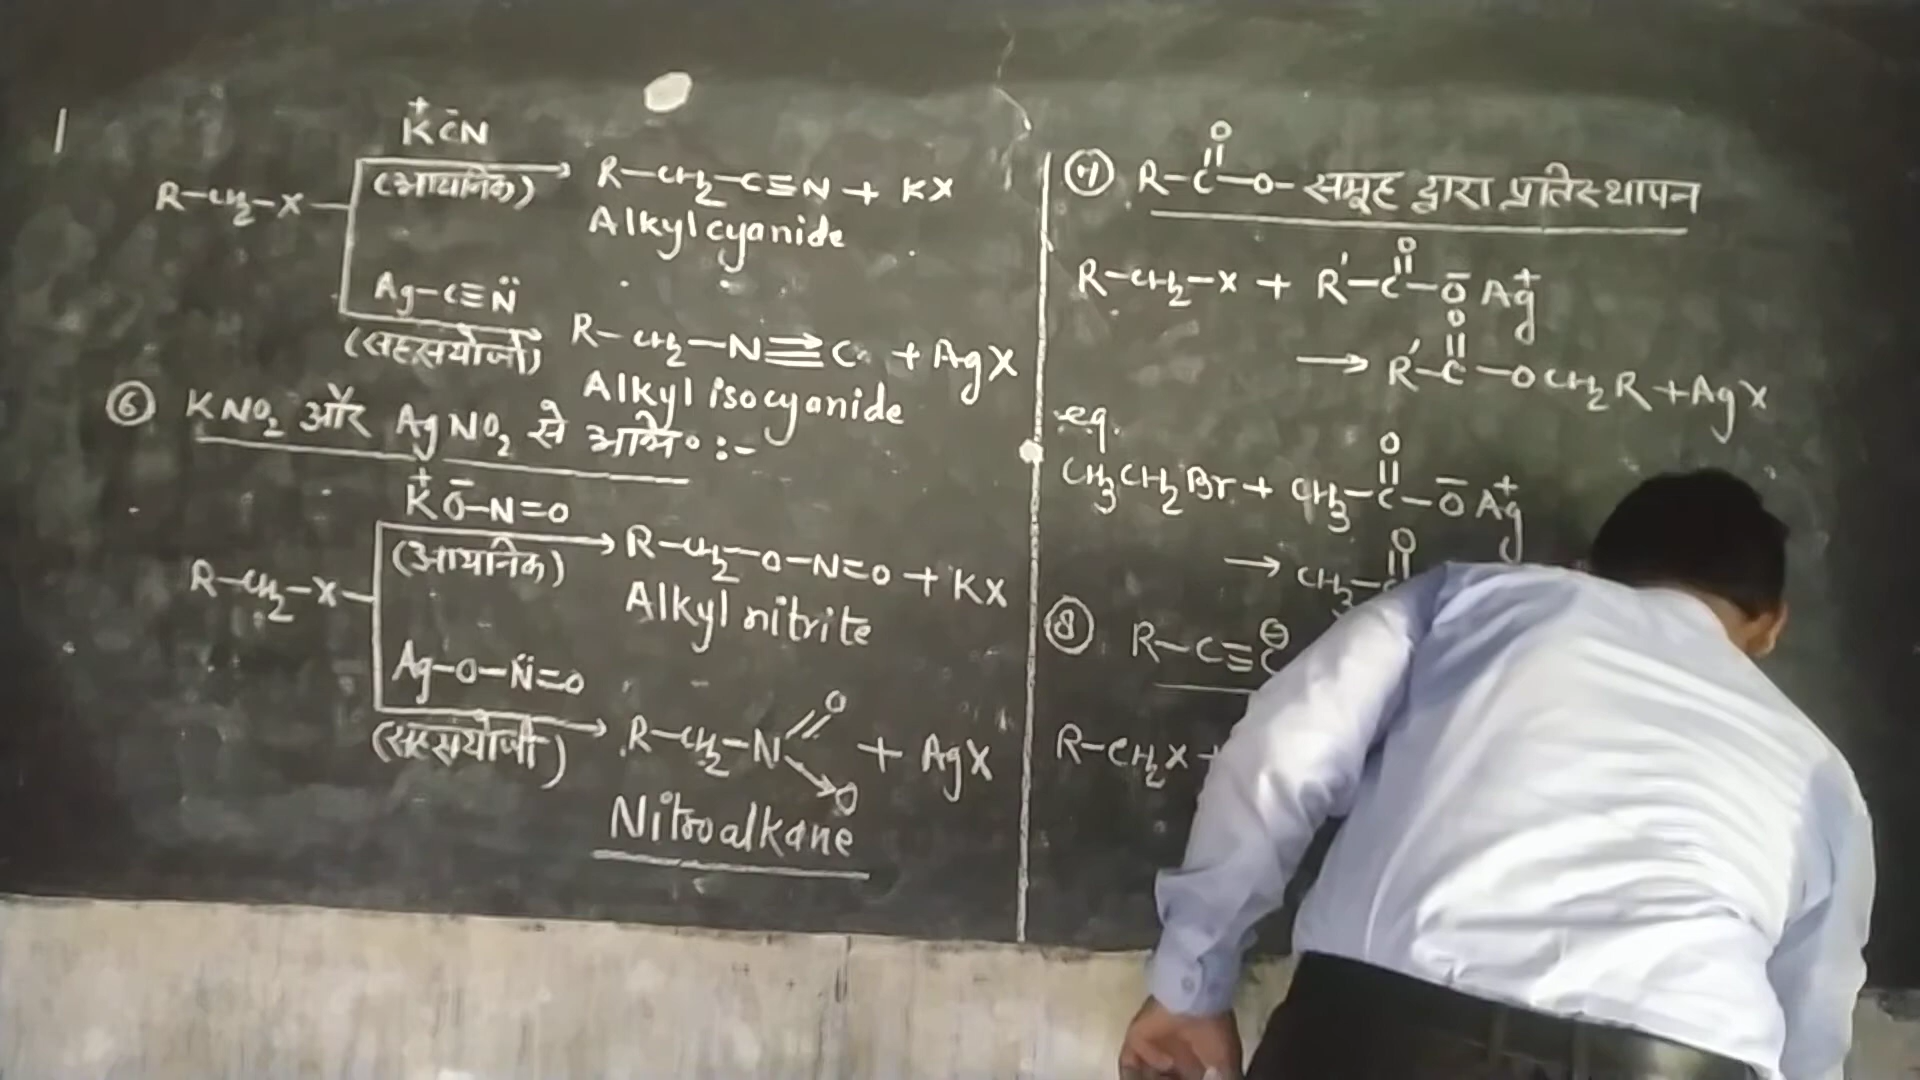 K⁺C̄N
(आयनिक)
R-CH₂-X → R-CH₂-C≡N + KX
Alkyl cyanide
Ag-C≡N̈
(सहसंयोजी)
R-CH₂-N≡C + AgX
Alkyl isocyanide
⑥ KNO₂ और AgNO₂ से अभि॰ :-
K⁺Ō-N=O
(आयनिक)
R-CH₂-X → R-CH₂-O-N=O + KX
Alkyl nitrite
Ag-O-N̈=O
(सहसंयोजी)
R-CH₂-N(=O)→O + AgX
Nitroalkane
⑦ R-C(=O)-O- समूह द्वारा प्रतिस्थापन
R-CH₂-X + R'-C(=O)-Ō Ag⁺
→ R'-C(=O)-OCH₂R + AgX
eg.
CH₃CH₂Br + CH₃-C(=O)-Ō Ag⁺
→ CH₃-C(=O)
⑧ R-C≡C⊖
R-CH₂X +